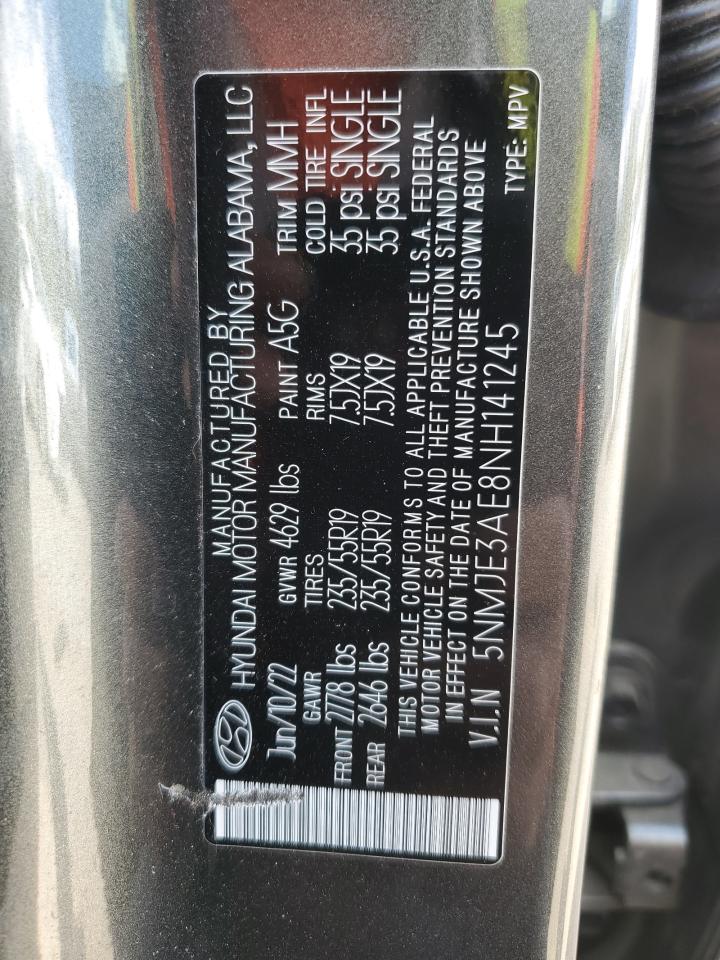 MANUFACTURED BY
HYUNDAI MOTOR MANUFACTURING ALABAMA, LLC
Jun/10/22 GVWR 4629 lbs PAINT A5G TRIM MMH
GAWR TIRES RIMS COLD TIRE INFL
FRONT 2778 lbs 235/55R19 7.5JX19 35 psi SINGLE
REAR 2646 lbs 235/55R19 7.5JX19 35 psi SINGLE
THIS VEHICLE CONFORMS TO ALL APPLICABLE U.S.A. FEDERAL
MOTOR VEHICLE SAFETY AND THEFT PREVENTION STANDARDS
IN EFFECT ON THE DATE OF MANUFACTURE SHOWN ABOVE
V.I.N 5NMJE3AE8NH141245 TYPE: MPV